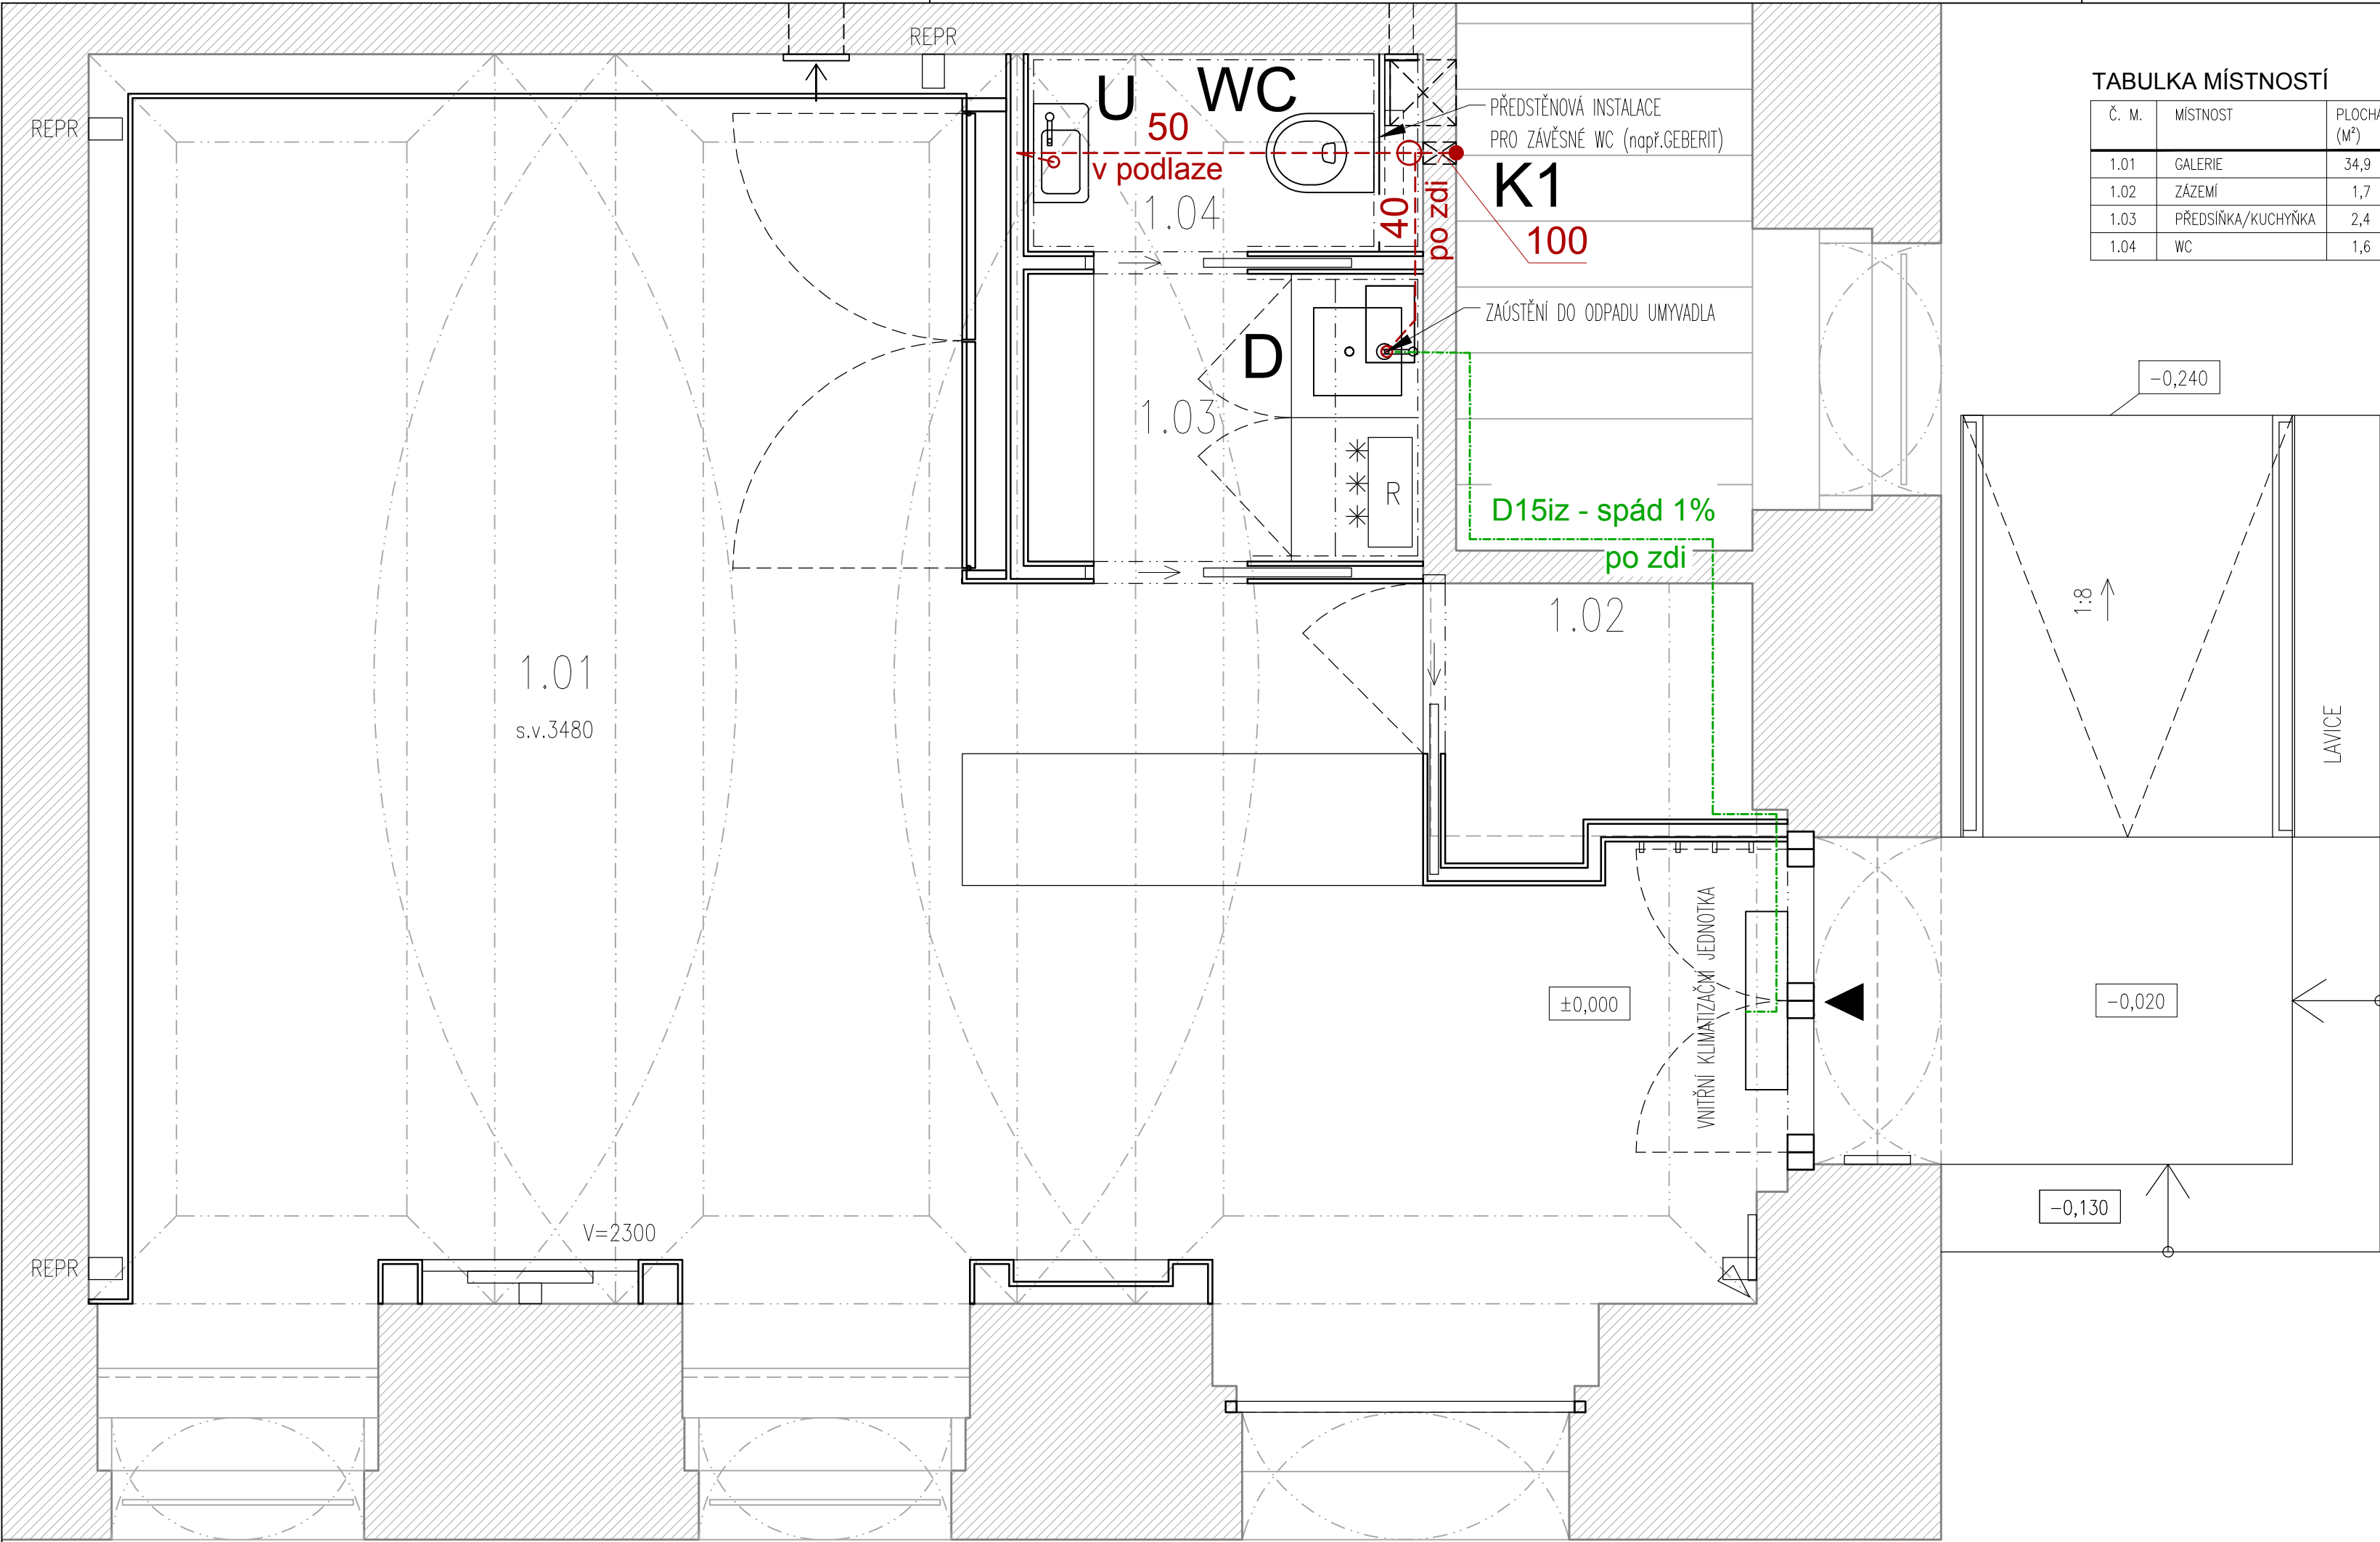 REPR
REPR
U
WC
50
v podlaze
1.04
PŘEDSTĚNOVÁ INSTALACE
PRO ZÁVĚSNÉ WC (např.GEBERIT)
K1
40
po zdi
100
TABULKA MÍSTNOSTÍ
Č. M. MÍSTNOST PLOCHA
(M²)
1.01 GALERIE 34,9
1.02 ZÁZEMÍ 1,7
1.03 PŘEDSÍŇKA/KUCHYŇKA 2,4
1.04 WC 1,6
ZAÚSTĚNÍ DO ODPADU UMYVADLA
D
1.03
R
-0,240
D15iz - spád 1%
po zdi
1.02
1:8
LAVICE
1.01
s.v.3480
VNITŘNÍ KLIMATIZAČNÍ JEDNOTKA
±0,000
-0,020
-0,130
V=2300
REPR